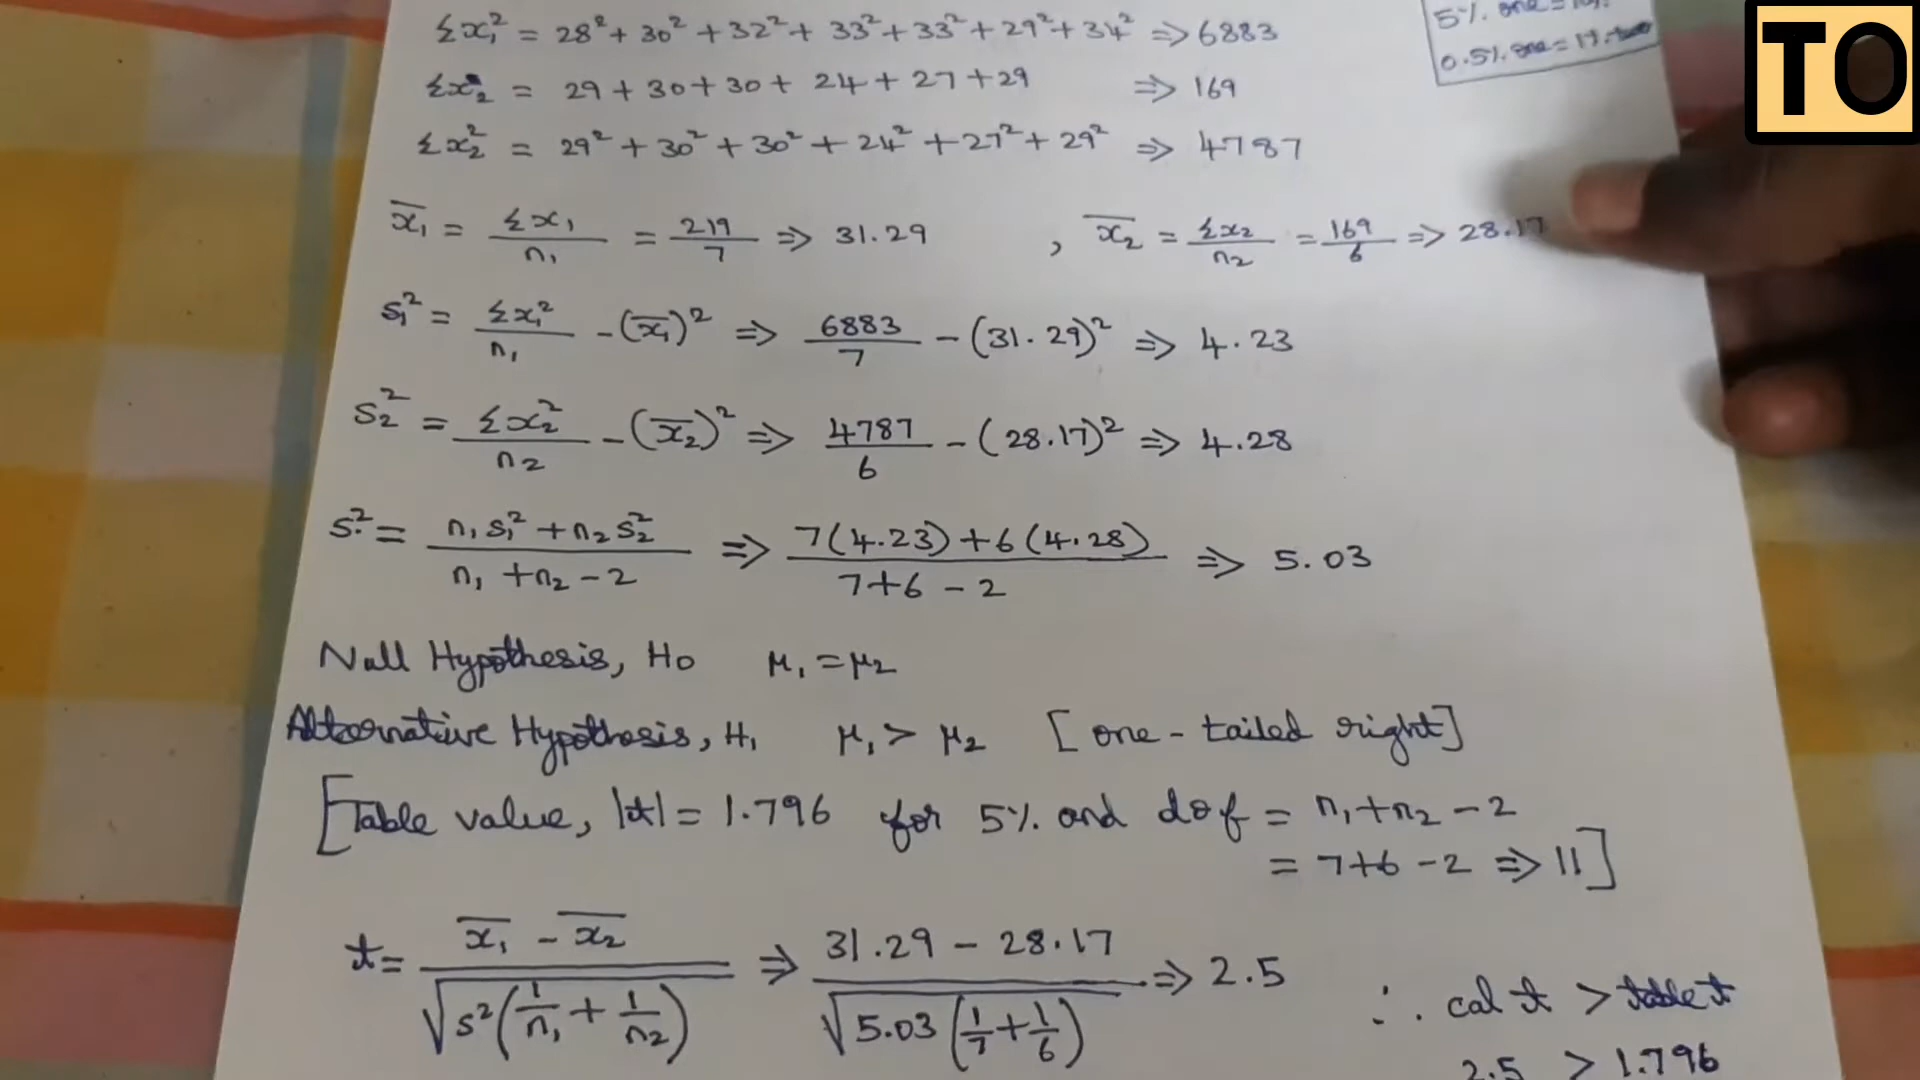 Σx₁² = 28² + 30² + 32² + 33² + 33² + 29² + 34² ⇒ 6883
Σx₂ = 29 + 30 + 30 + 24 + 27 + 29 ⇒ 169
Σx₂² = 29² + 30² + 30² + 24² + 27² + 29² ⇒ 4787
5% one =
0.5% one =
TO
x̄₁ = Σx₁/n₁ = 219/7 ⇒ 31.29 , x̄₂ = Σx₂/n₂ = 169/6 ⇒ 28.17
s₁² = Σx₁²/n₁ - (x̄₁)² ⇒ 6883/7 - (31.29)² ⇒ 4.23
s₂² = Σx₂²/n₂ - (x̄₂)² ⇒ 4787/6 - (28.17)² ⇒ 4.28
s² = (n₁s₁² + n₂s₂²)/(n₁ + n₂ - 2) ⇒ (7(4.23) + 6(4.28))/(7+6-2) ⇒ 5.03
Null Hypothesis, H₀ μ₁ = μ₂
Alternative Hypothesis, H₁ μ₁ > μ₂ [one-tailed right]
[Table value, |t| = 1.796 for 5% and dof = n₁+n₂-2
= 7+6-2 ⇒ 11]
t = (x̄₁ - x̄₂)/√(s²(1/n₁ + 1/n₂)) ⇒ (31.29 - 28.17)/√(5.03(1/7 + 1/6)) ⇒ 2.5
∴ cal t > table t
2.5 > 1.796